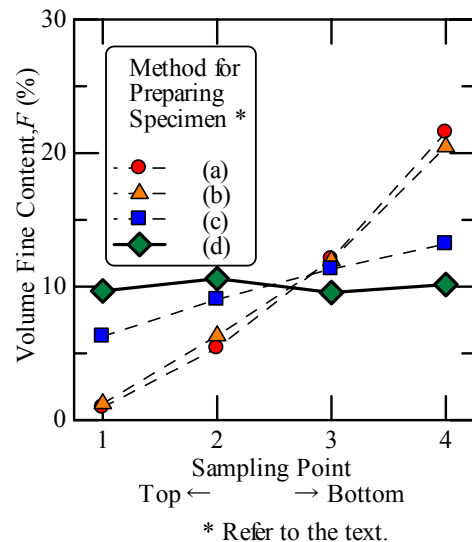 30
20
10
0
Volume Fine Content,F (%)
Method for
Preparing
Specimen *
(a)
(b)
(c)
(d)
1 2 3 4
Sampling Point
Top ← → Bottom
* Refer to the text.